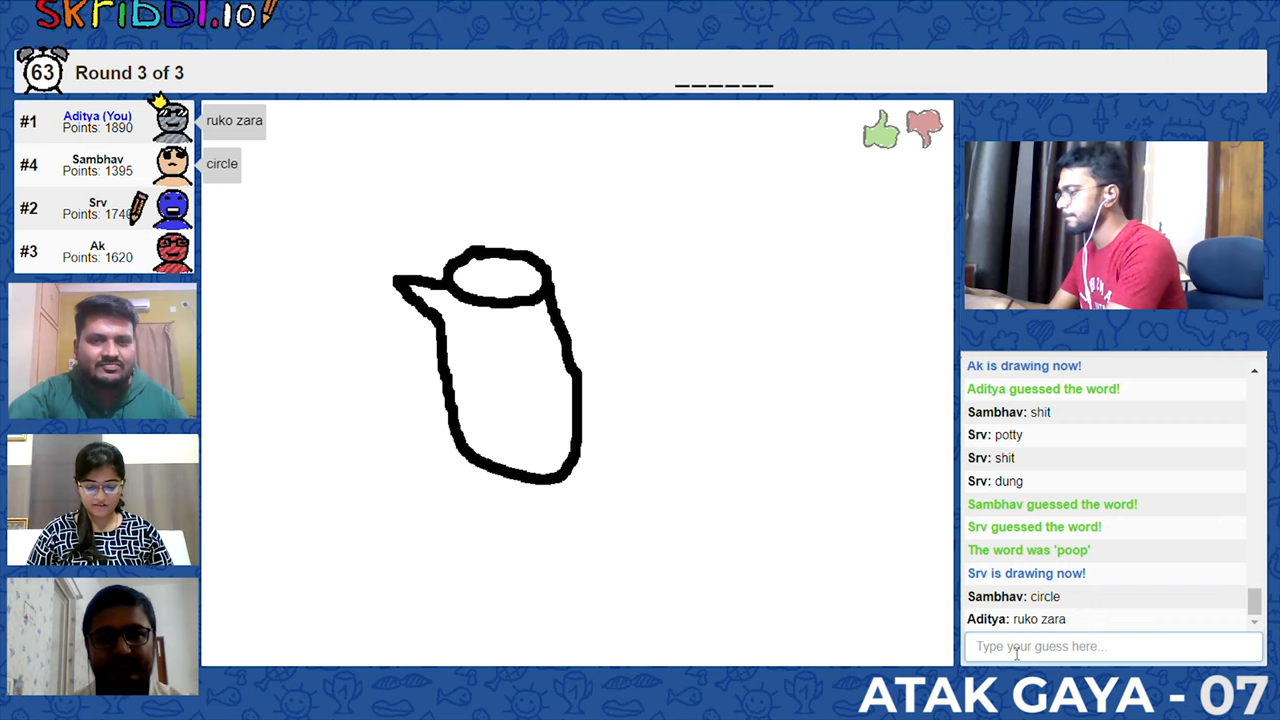 skribbl.io
63
Round 3 of 3
______
#1
Aditya (You)
Points: 1890
ruko zara
#4
Sambhav
Points: 1395
circle
#2
Srv
Points: 1740
#3
Ak
Points: 1620
Ak is drawing now!
Aditya guessed the word!
Sambhav: shit
Srv: potty
Srv: shit
Srv: dung
Sambhav guessed the word!
Srv guessed the word!
The word was 'poop'
Srv is drawing now!
Sambhav: circle
Aditya: ruko zara
Type your guess here...
ATAK GAYA - 07